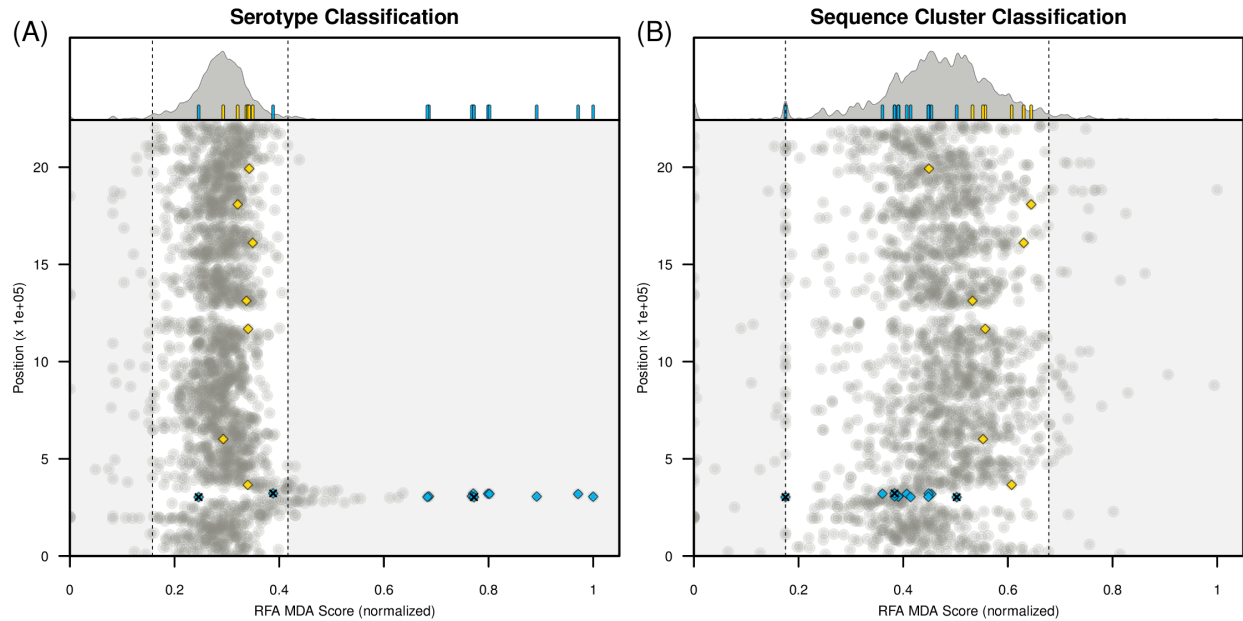 (A)
Serotype Classification
20
15
10
5
0
Position (x 1e+05)
0 0.2 0.4 0.6 0.8 1
RFA MDA Score (normalized)
(B)
Sequence Cluster Classification
20
15
10
5
0
Position (x 1e+05)
0 0.2 0.4 0.6 0.8 1
RFA MDA Score (normalized)